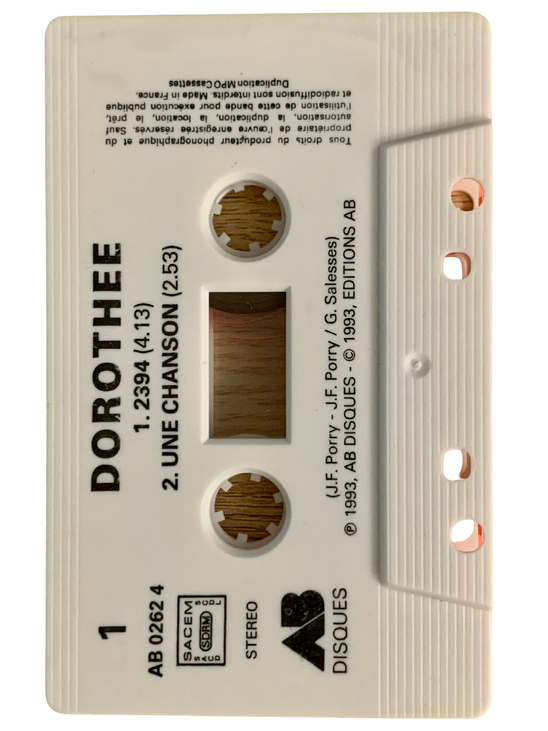 DOROTHEE
1. 2394 (4.13)
2. UNE CHANSON (2.53)
(J.F. Porry - J.F. Porry / G. Salesses)
℗ 1993, AB DISQUES - © 1993, EDITIONS AB
1
AB 0262 4
SACEM
SDRM
SACD
SCDL
STEREO
AB
DISQUES
Tous droits du producteur phonographique et du
propriétaire de l'œuvre enregistrée réservés. Sauf
autorisation, la duplication, la location, le prêt,
l'utilisation de cette bande pour exécution publique
et radiodiffusion sont interdits. Made in France.
Duplication MPO Cassettes